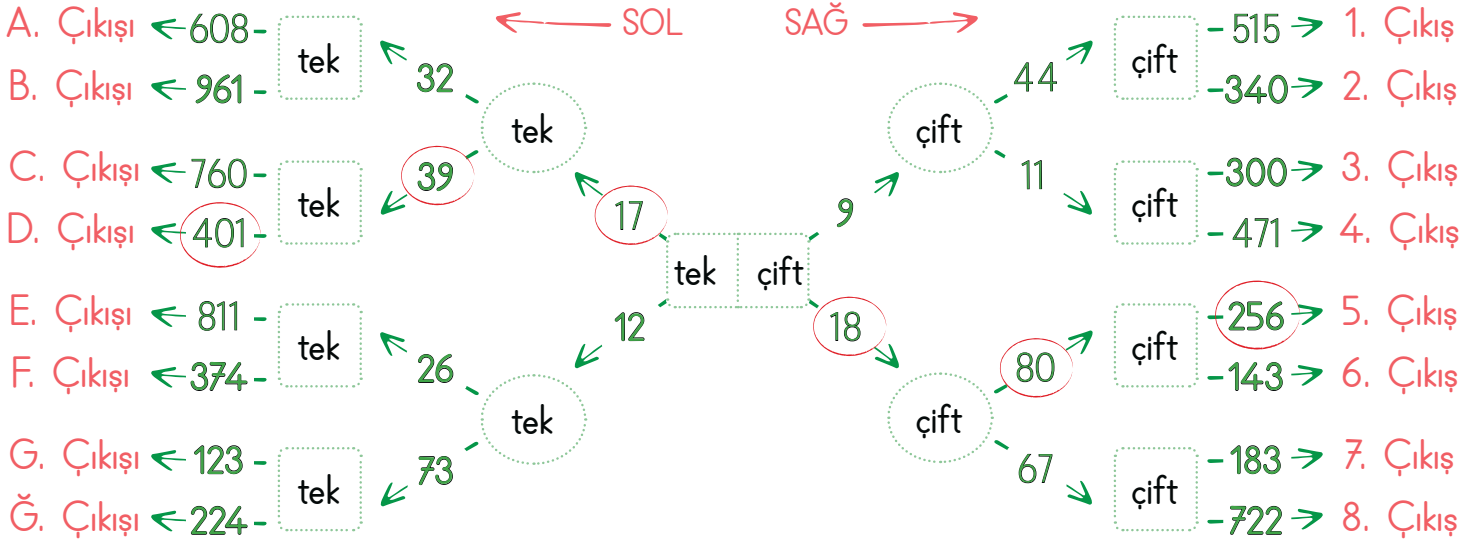 A. Çıkışı 608 tek 32 SOL SAĞ 44 çift 515 1. Çıkış
B. Çıkışı 961 340 2. Çıkış
tek çift
C. Çıkışı 760 tek 39 11 çift 300 3. Çıkış
D. Çıkışı 401 17 9 471 4. Çıkış
tek çift
E. Çıkışı 811 tek 12 18 çift 256 5. Çıkış
F. Çıkışı 374 26 80 143 6. Çıkış
tek çift
G. Çıkışı 123 tek 73 67 çift 183 7. Çıkış
Ğ. Çıkışı 224 722 8. Çıkış